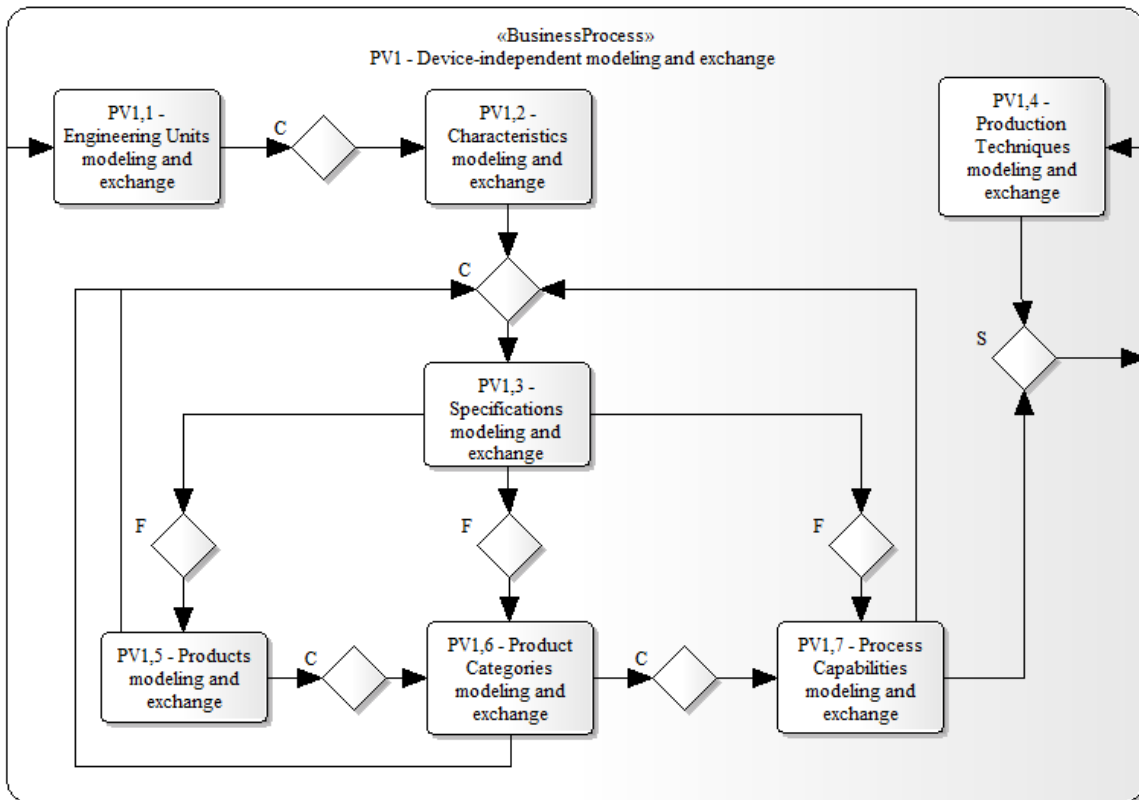 «BusinessProcess»
PV1 - Device-independent modeling and exchange
PV1,1 -
Engineering Units
modeling and
exchange
C
PV1,2 -
Characteristics
modeling and
exchange
PV1,4 -
Production
Techniques
modeling and
exchange
C
S
PV1,3 -
Specifications
modeling and
exchange
F
F
F
PV1,5 - Products
modeling and
exchange
C
PV1,6 - Product
Categories
modeling and
exchange
C
PV1,7 - Process
Capabilities
modeling and
exchange